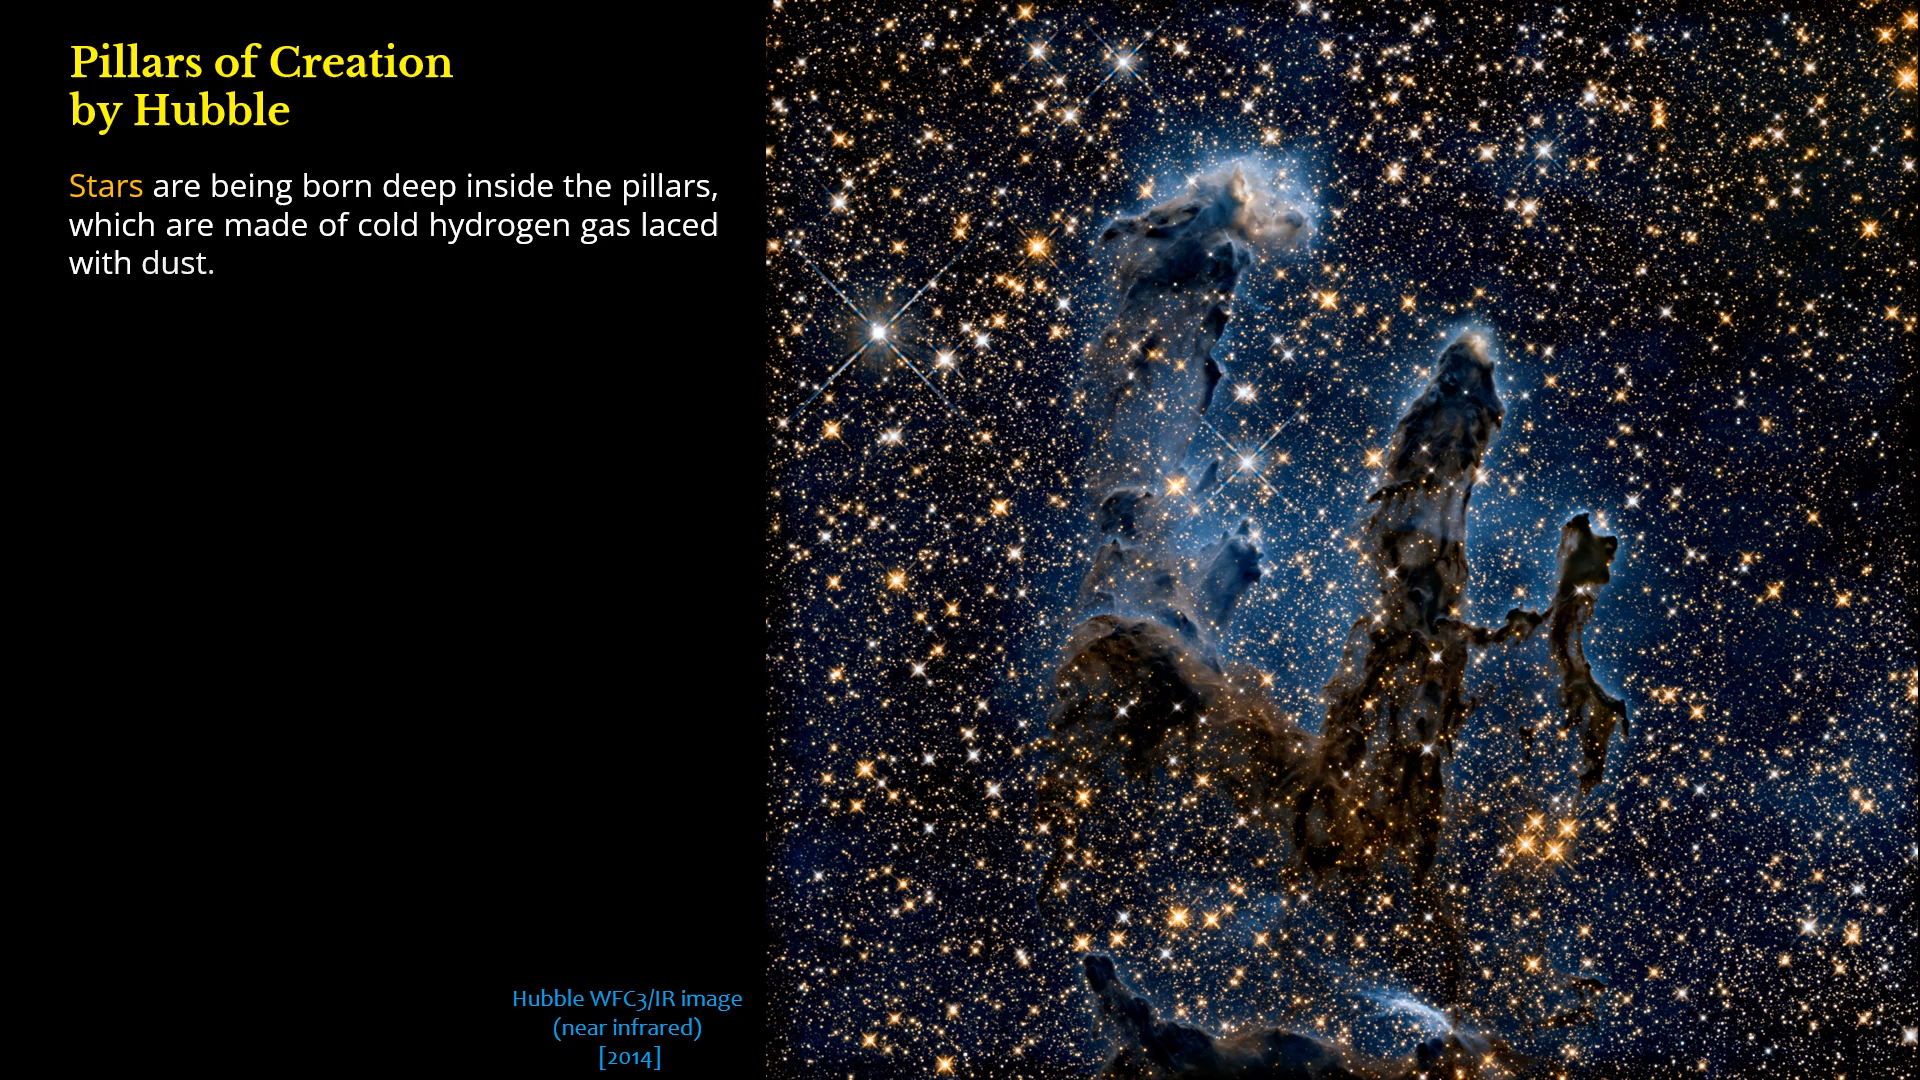 Pillars of Creation
by Hubble
Stars are being born deep inside the pillars,
which are made of cold hydrogen gas laced
with dust.
Hubble WFC3/IR image
(near infrared)
[2014]